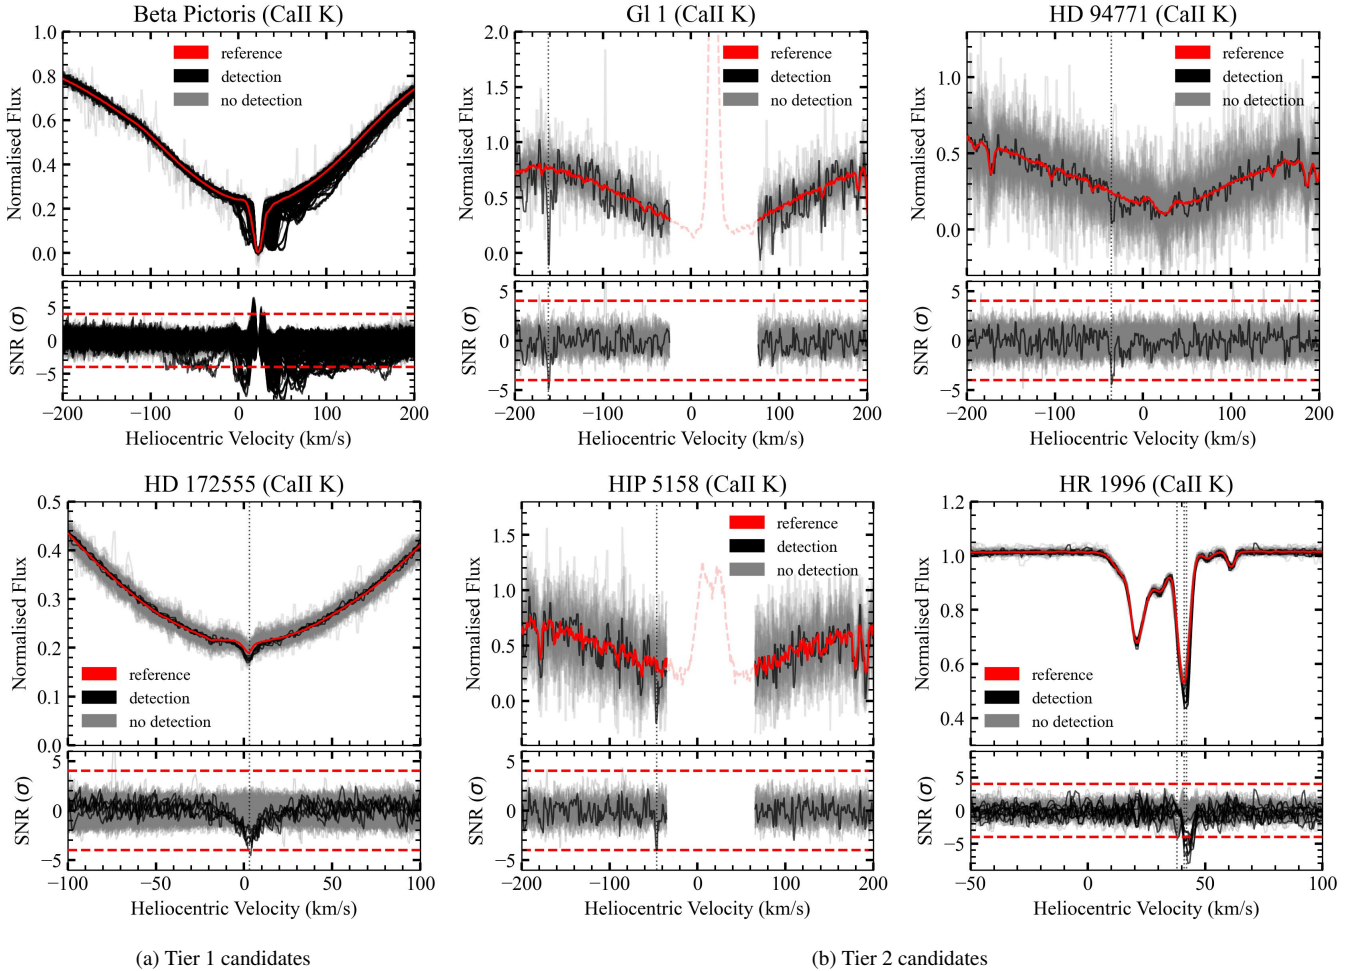 Beta Pictoris (CaII K)
1.0
0.8
0.6
0.4
0.2
0.0
Normalised Flux
reference
detection
no detection
5
0
−5
SNR (σ)
−200 −100 0 100 200
Heliocentric Velocity (km/s)
Gl 1 (CaII K)
2.0
1.5
1.0
0.5
0.0
Normalised Flux
reference
detection
no detection
5
0
−5
SNR (σ)
−200 −100 0 100 200
Heliocentric Velocity (km/s)
HD 94771 (CaII K)
1.0
0.5
0.0
Normalised Flux
reference
detection
no detection
5
0
−5
SNR (σ)
−200 −100 0 100 200
Heliocentric Velocity (km/s)
HD 172555 (CaII K)
0.5
0.4
0.3
0.2
0.1
0.0
Normalised Flux
reference
detection
no detection
5
0
−5
SNR (σ)
−100 −50 0 50 100
Heliocentric Velocity (km/s)
HIP 5158 (CaII K)
1.5
1.0
0.5
0.0
Normalised Flux
reference
detection
no detection
5
0
−5
SNR (σ)
−200 −100 0 100 200
Heliocentric Velocity (km/s)
HR 1996 (CaII K)
1.2
1.0
0.8
0.6
0.4
Normalised Flux
reference
detection
no detection
5
0
−5
SNR (σ)
−50 0 50 100
Heliocentric Velocity (km/s)
(a) Tier 1 candidates
(b) Tier 2 candidates